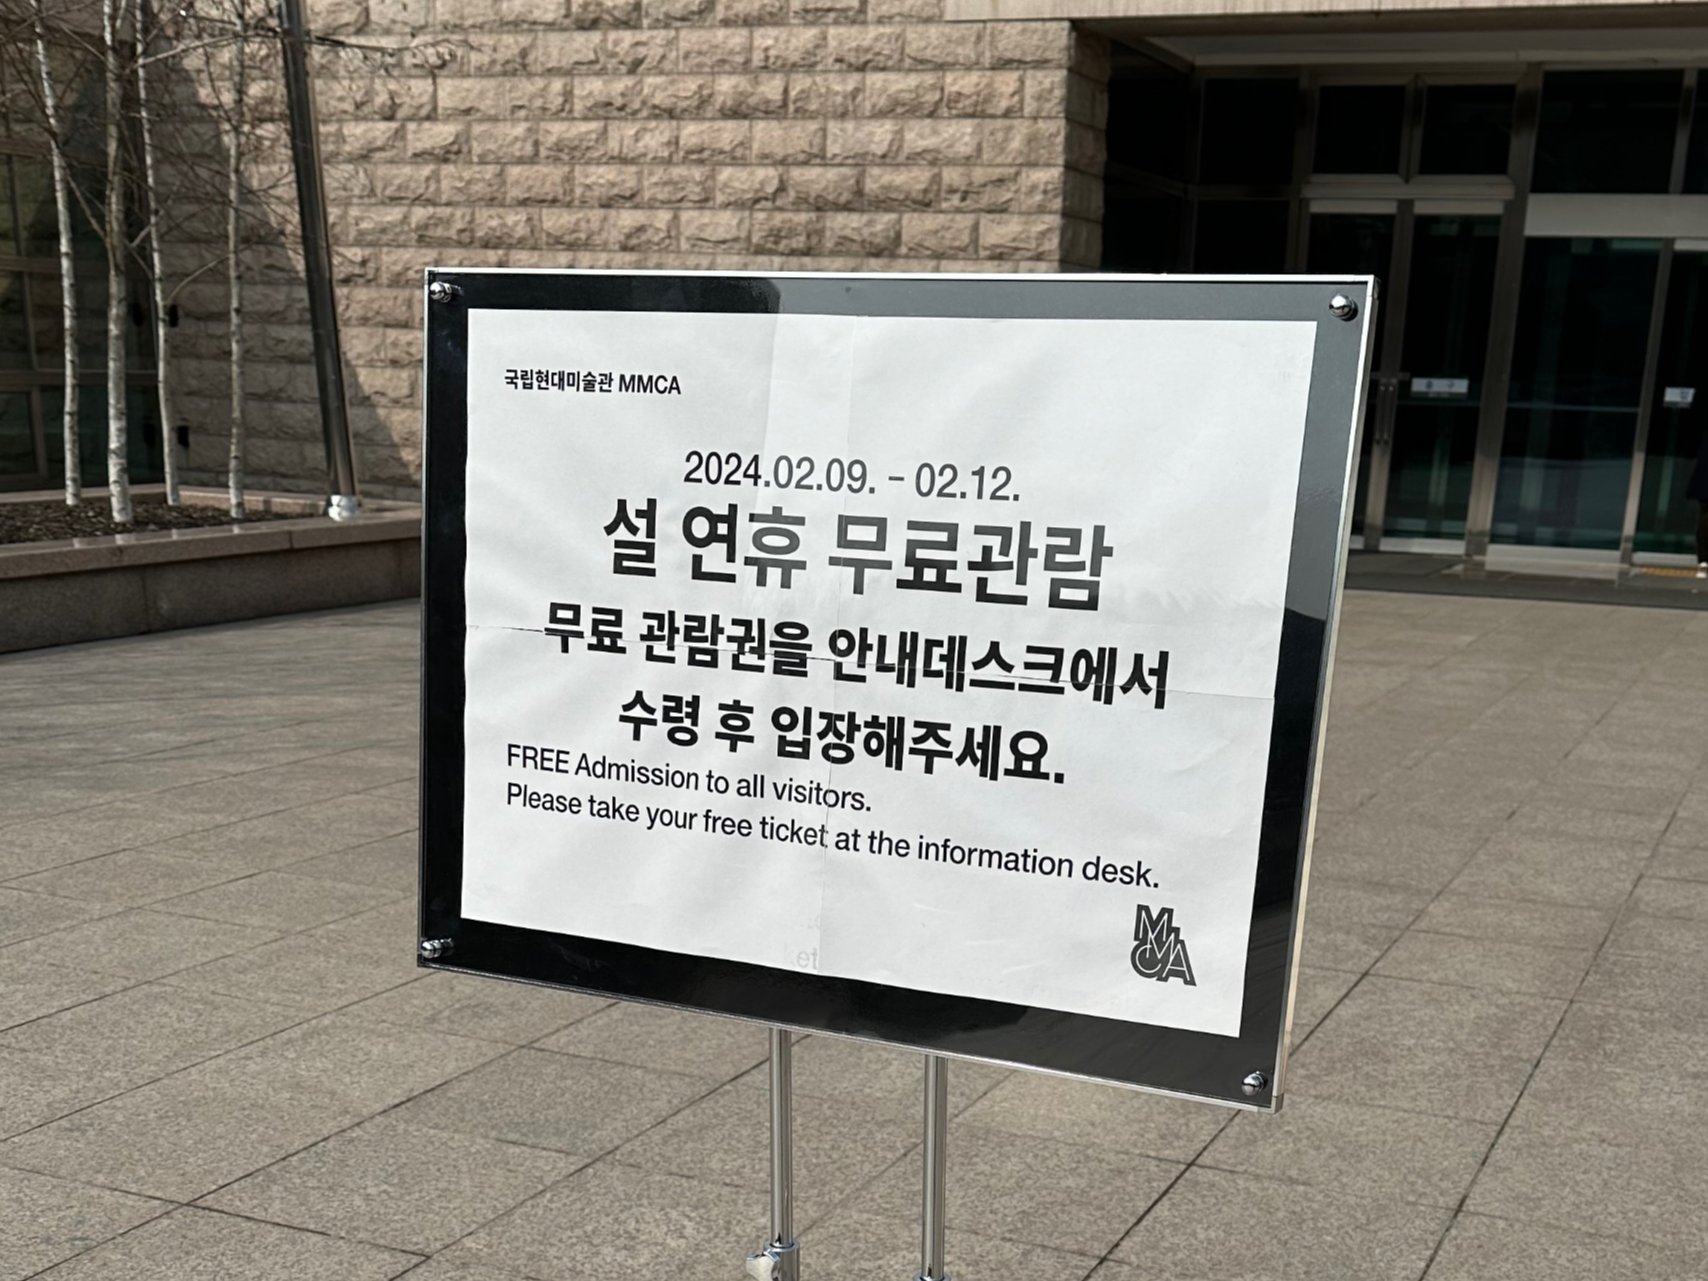 국립현대미술관 MMCA
2024.02.09. - 02.12.
설 연휴 무료관람
무료 관람권을 안내데스크에서
수령 후 입장해주세요.
FREE Admission to all visitors.
Please take your free ticket at the information desk.
MMCA